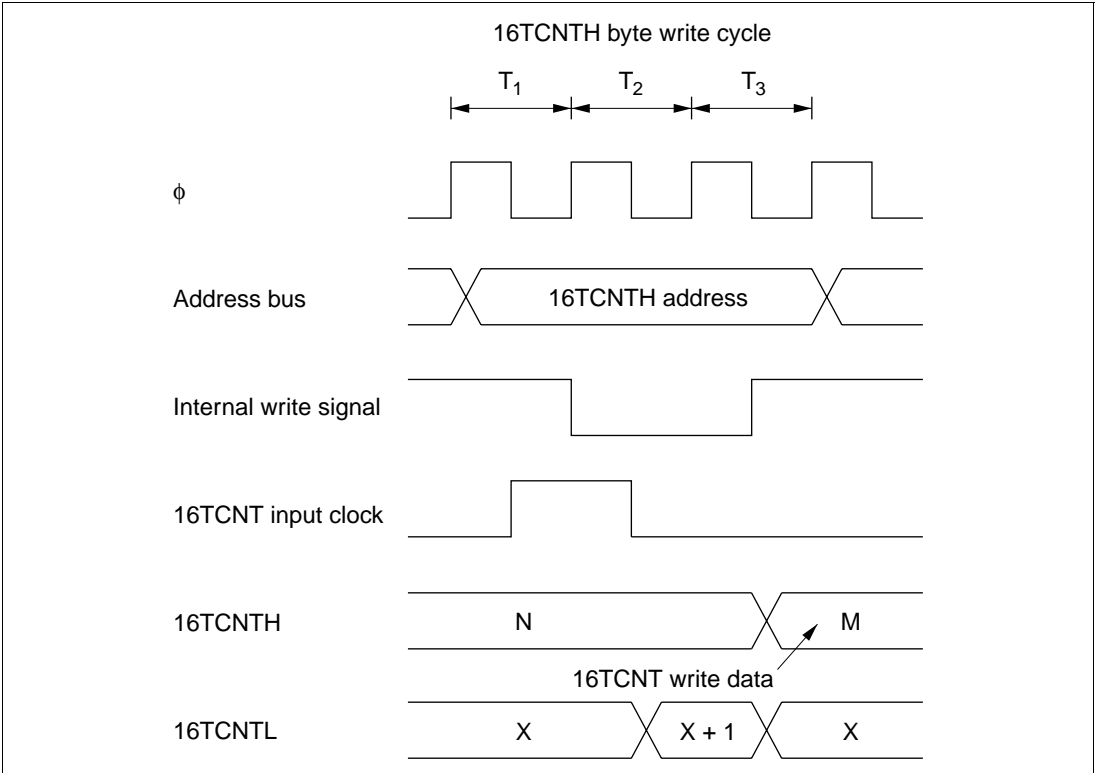 16TCNTH byte write cycle
T1 T2 T3
φ
Address bus 16TCNTH address
Internal write signal
16TCNT input clock
16TCNTH N M
16TCNT write data
16TCNTL X X + 1 X